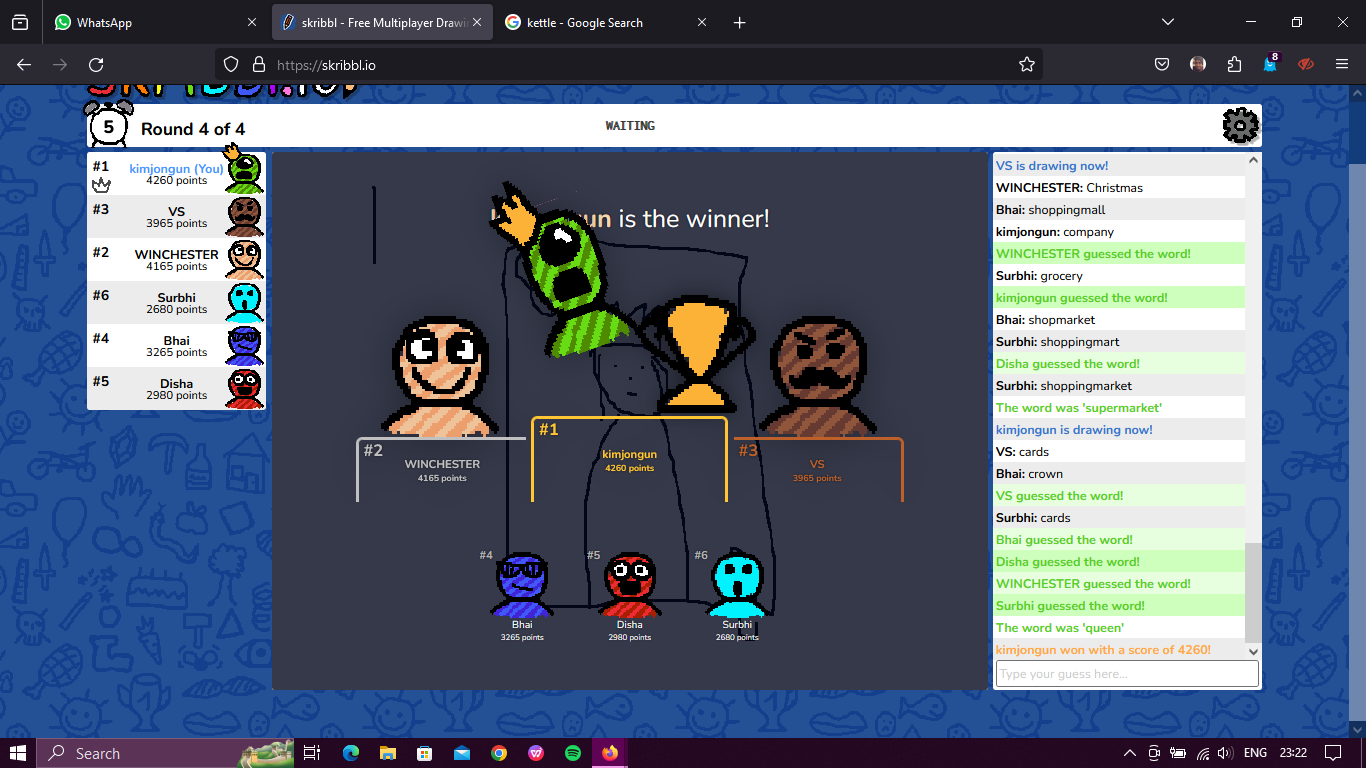 WhatsApp
skribbl - Free Multiplayer Drawin
kettle - Google Search
https://skribbl.io
8
5
Round 4 of 4
WAITING
#1
kimjongun (You)
4260 points
#3
VS
3965 points
#2
WINCHESTER
4165 points
#6
Surbhi
2680 points
#4
Bhai
3265 points
#5
Disha
2980 points
gun is the winner!
#1
kimjongun
4260 points
#2
WINCHESTER
4165 points
#3
VS
3965 points
#4
Bhai
3265 points
#5
Disha
2980 points
#6
Surbhi
2680 points
VS is drawing now!
WINCHESTER: Christmas
Bhai: shoppingmall
kimjongun: company
WINCHESTER guessed the word!
Surbhi: grocery
kimjongun guessed the word!
Bhai: shopmarket
Surbhi: shoppingmart
Disha guessed the word!
Surbhi: shoppingmarket
The word was 'supermarket'
kimjongun is drawing now!
VS: cards
Bhai: crown
VS guessed the word!
Surbhi: cards
Bhai guessed the word!
Disha guessed the word!
WINCHESTER guessed the word!
Surbhi guessed the word!
The word was 'queen'
kimjongun won with a score of 4260!
Type your guess here...
Search
ENG
23:22